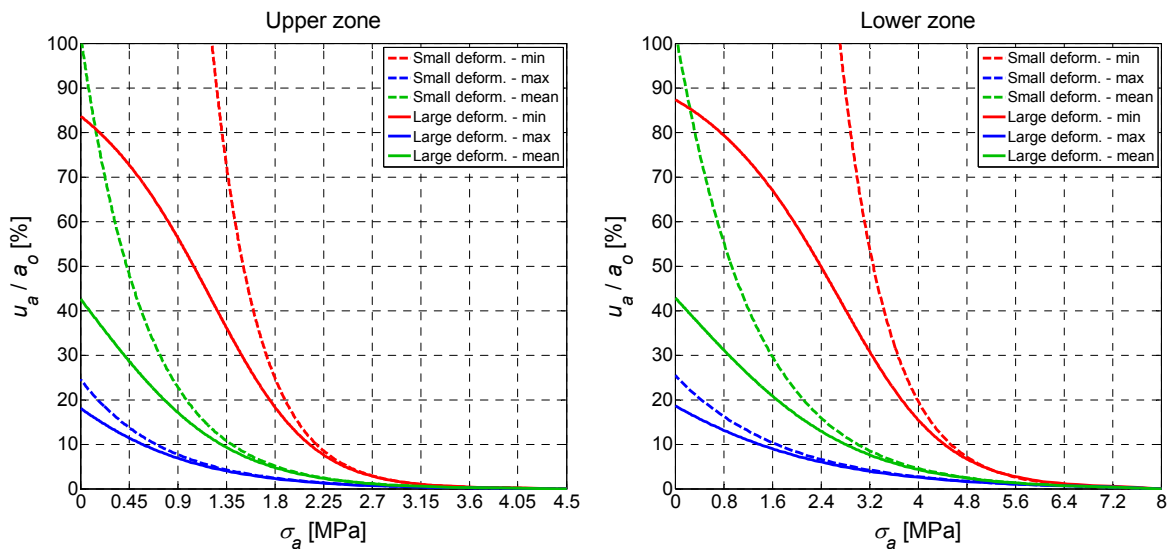 Upper zone
100
90
80
70
60
50
40
30
20
10
0
u_a / a_o [%]
0 0.45 0.9 1.35 1.8 2.25 2.7 3.15 3.6 4.05 4.5
σ_a [MPa]
Small deform. - min
Small deform. - max
Small deform. - mean
Large deform. - min
Large deform. - max
Large deform. - mean
Lower zone
100
90
80
70
60
50
40
30
20
10
0
u_a / a_o [%]
0 0.8 1.6 2.4 3.2 4 4.8 5.6 6.4 7.2 8
σ_a [MPa]
Small deform. - min
Small deform. - max
Small deform. - mean
Large deform. - min
Large deform. - max
Large deform. - mean